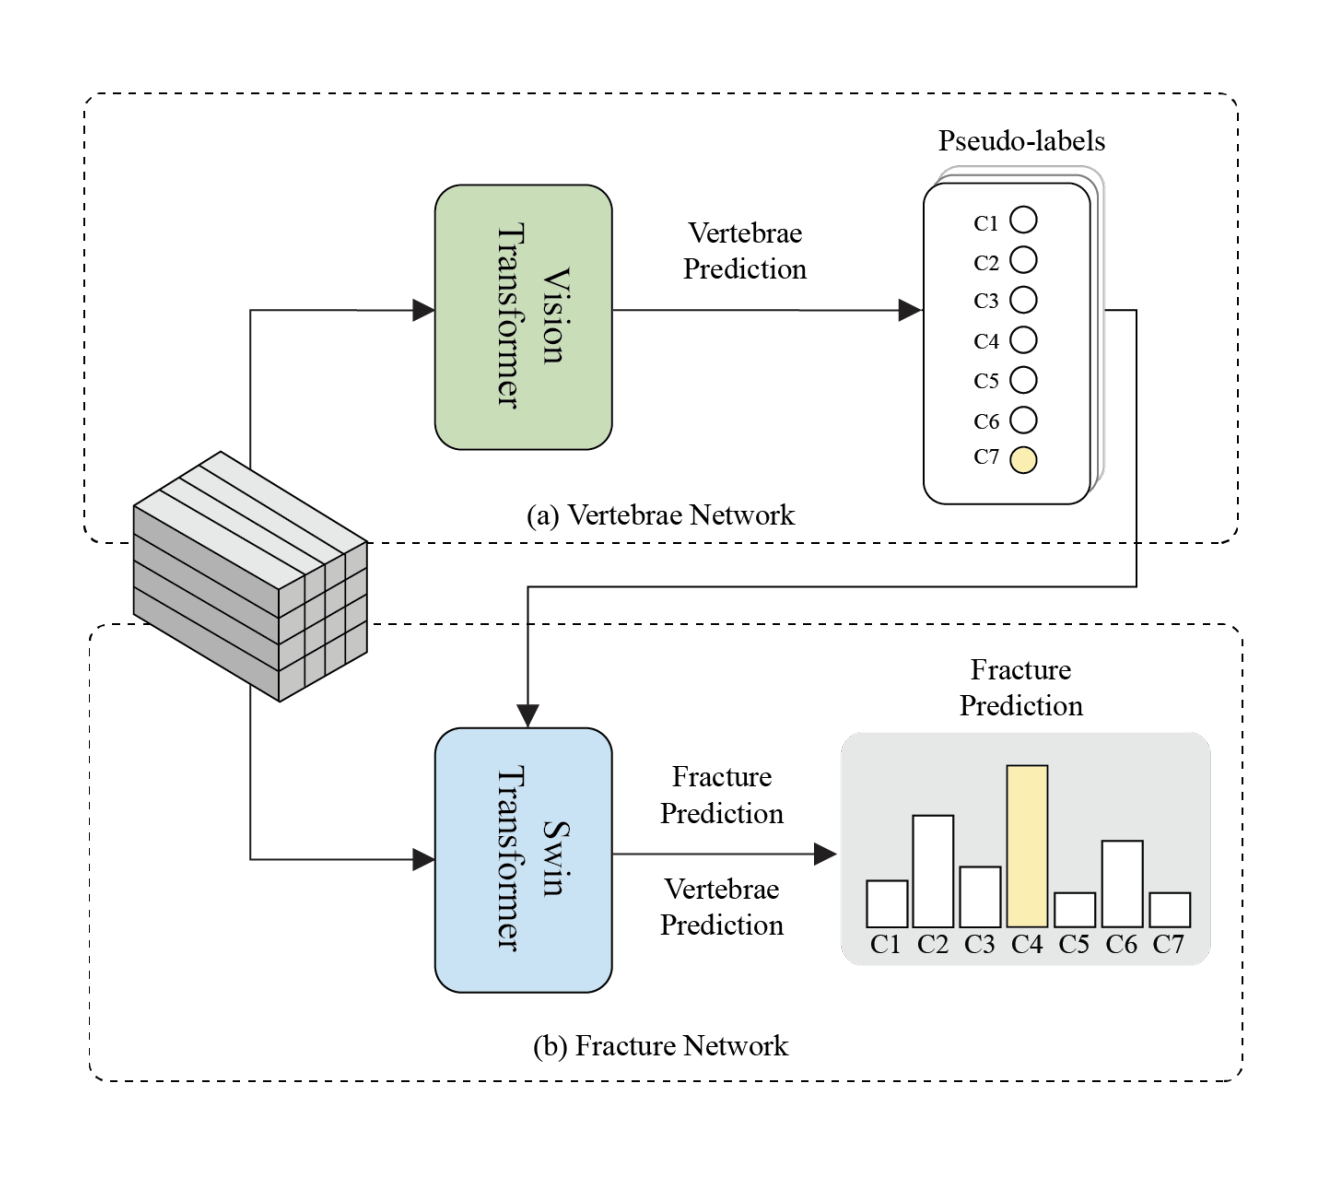 Pseudo-labels
Vision
Transformer
Vertebrae
Prediction
C1
C2
C3
C4
C5
C6
C7
(a) Vertebrae Network
Swin
Transformer
Fracture
Prediction
Vertebrae
Prediction
Fracture
Prediction
C1 C2 C3 C4 C5 C6 C7
(b) Fracture Network